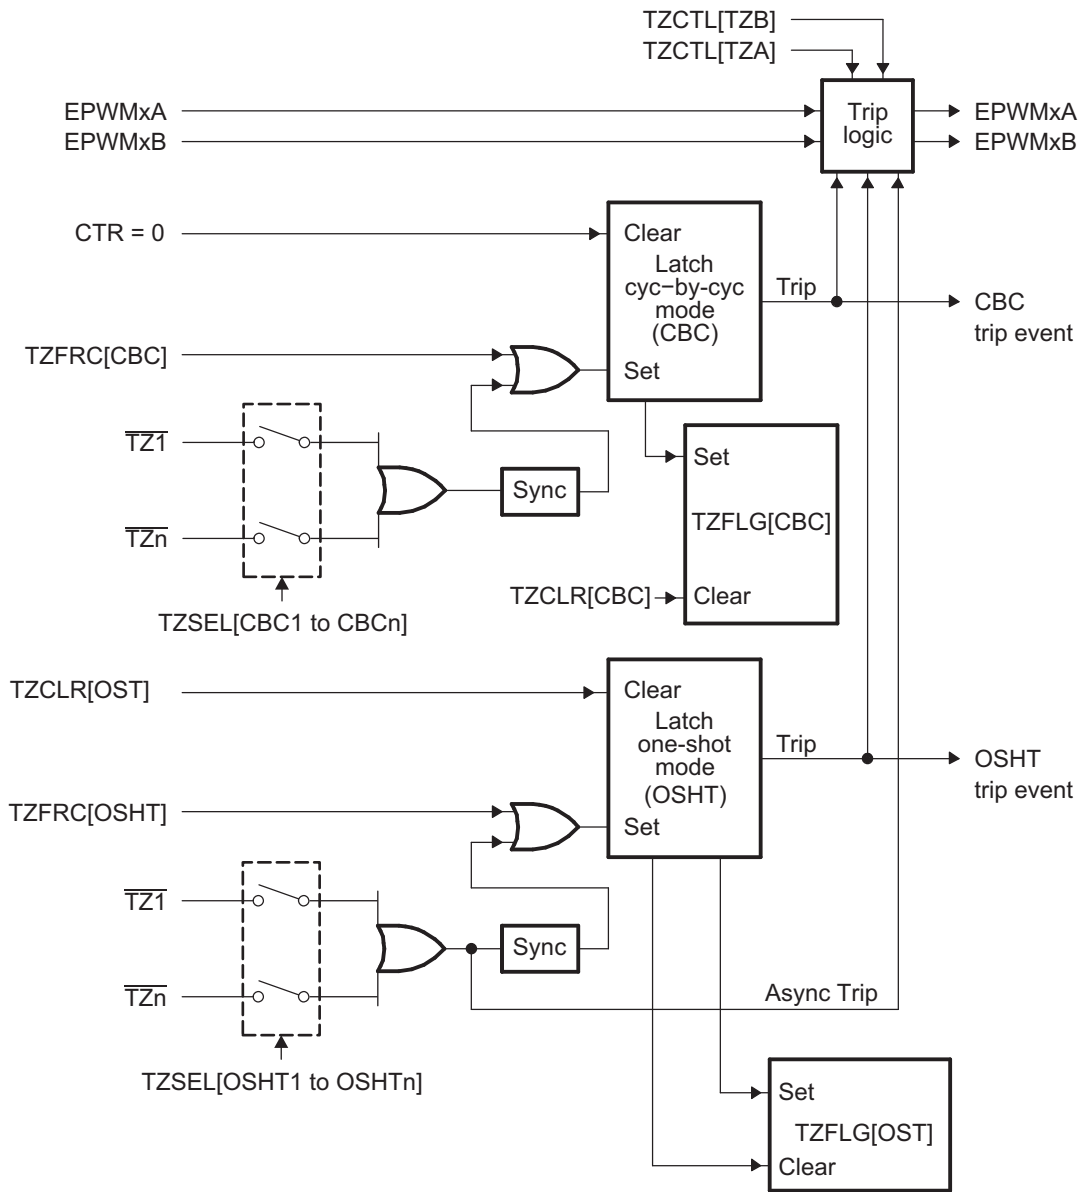 TZCTL[TZB]
TZCTL[TZA]
EPWMxA
EPWMxB
Trip
logic
EPWMxA
EPWMxB
CTR = 0
Clear
Latch
cyc−by-cyc
mode
(CBC)
Set
Trip
CBC
trip event
TZFRC[CBC]
TZ1
TZn
Sync
TZSEL[CBC1 to CBCn]
Set
TZFLG[CBC]
TZCLR[CBC]
Clear
TZCLR[OST]
Clear
Latch
one-shot
mode
(OSHT)
Set
Trip
OSHT
trip event
TZFRC[OSHT]
TZ1
TZn
Sync
Async Trip
TZSEL[OSHT1 to OSHTn]
Set
TZFLG[OST]
Clear